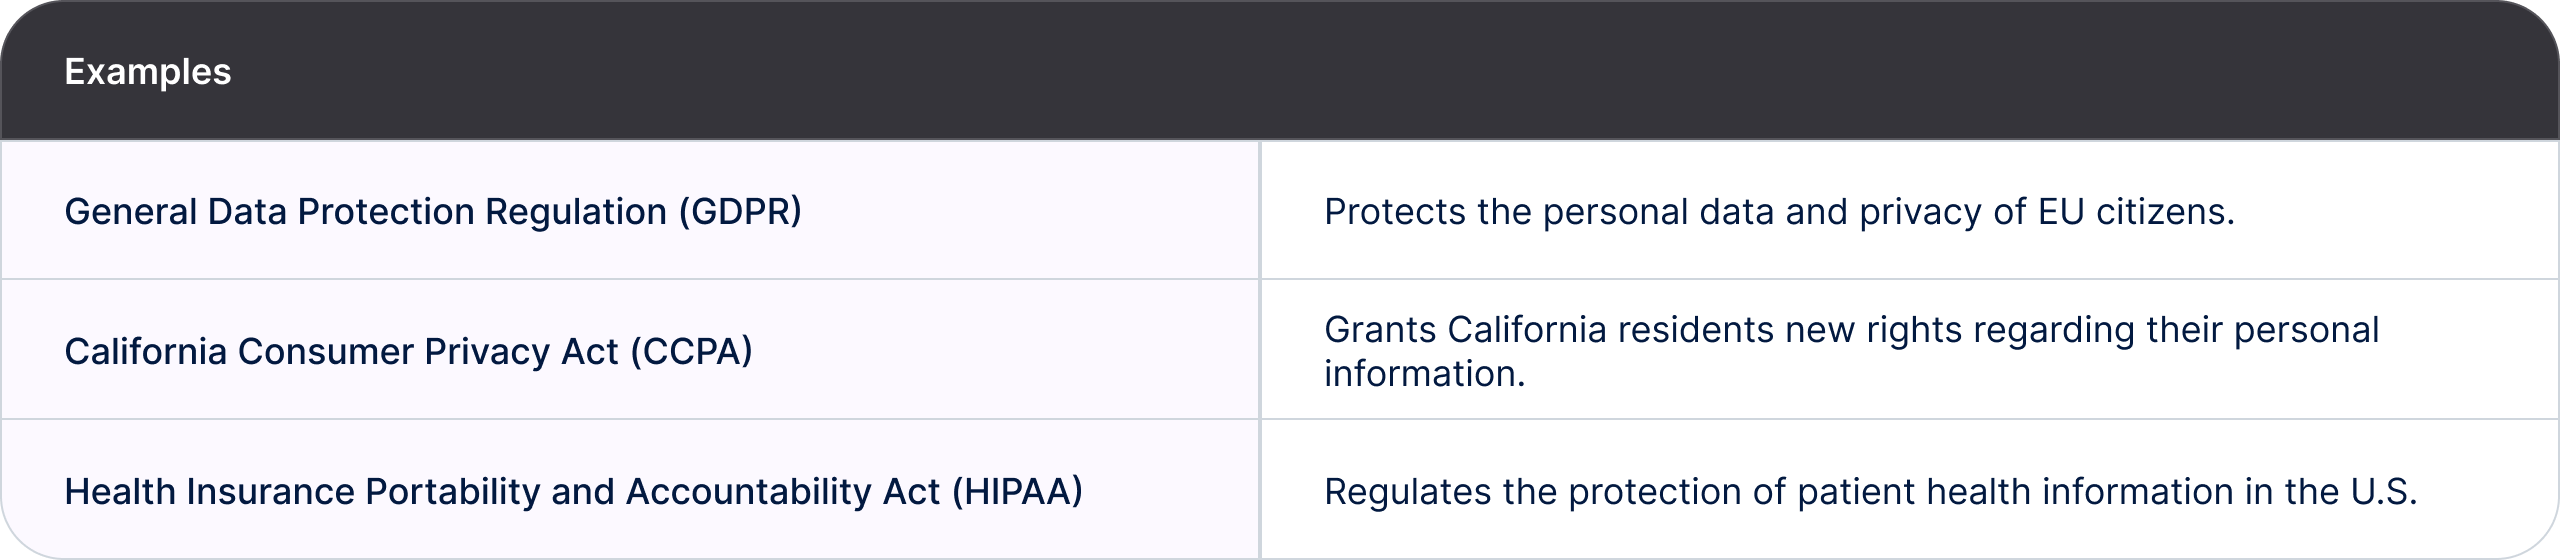 Examples
General Data Protection Regulation (GDPR)
Protects the personal data and privacy of EU citizens.
California Consumer Privacy Act (CCPA)
Grants California residents new rights regarding their personal
information.
Health Insurance Portability and Accountability Act (HIPAA)
Regulates the protection of patient health information in the U.S.